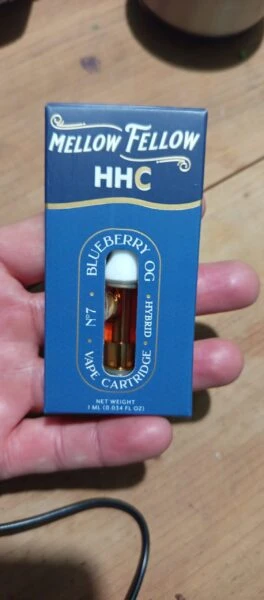 MELLOW FELLOW
HHC
BLUEBERRY OG
Nº7
HYBRID
VAPE CARTRIDGE
NET WEIGHT
1 ML (0.034 FL OZ)